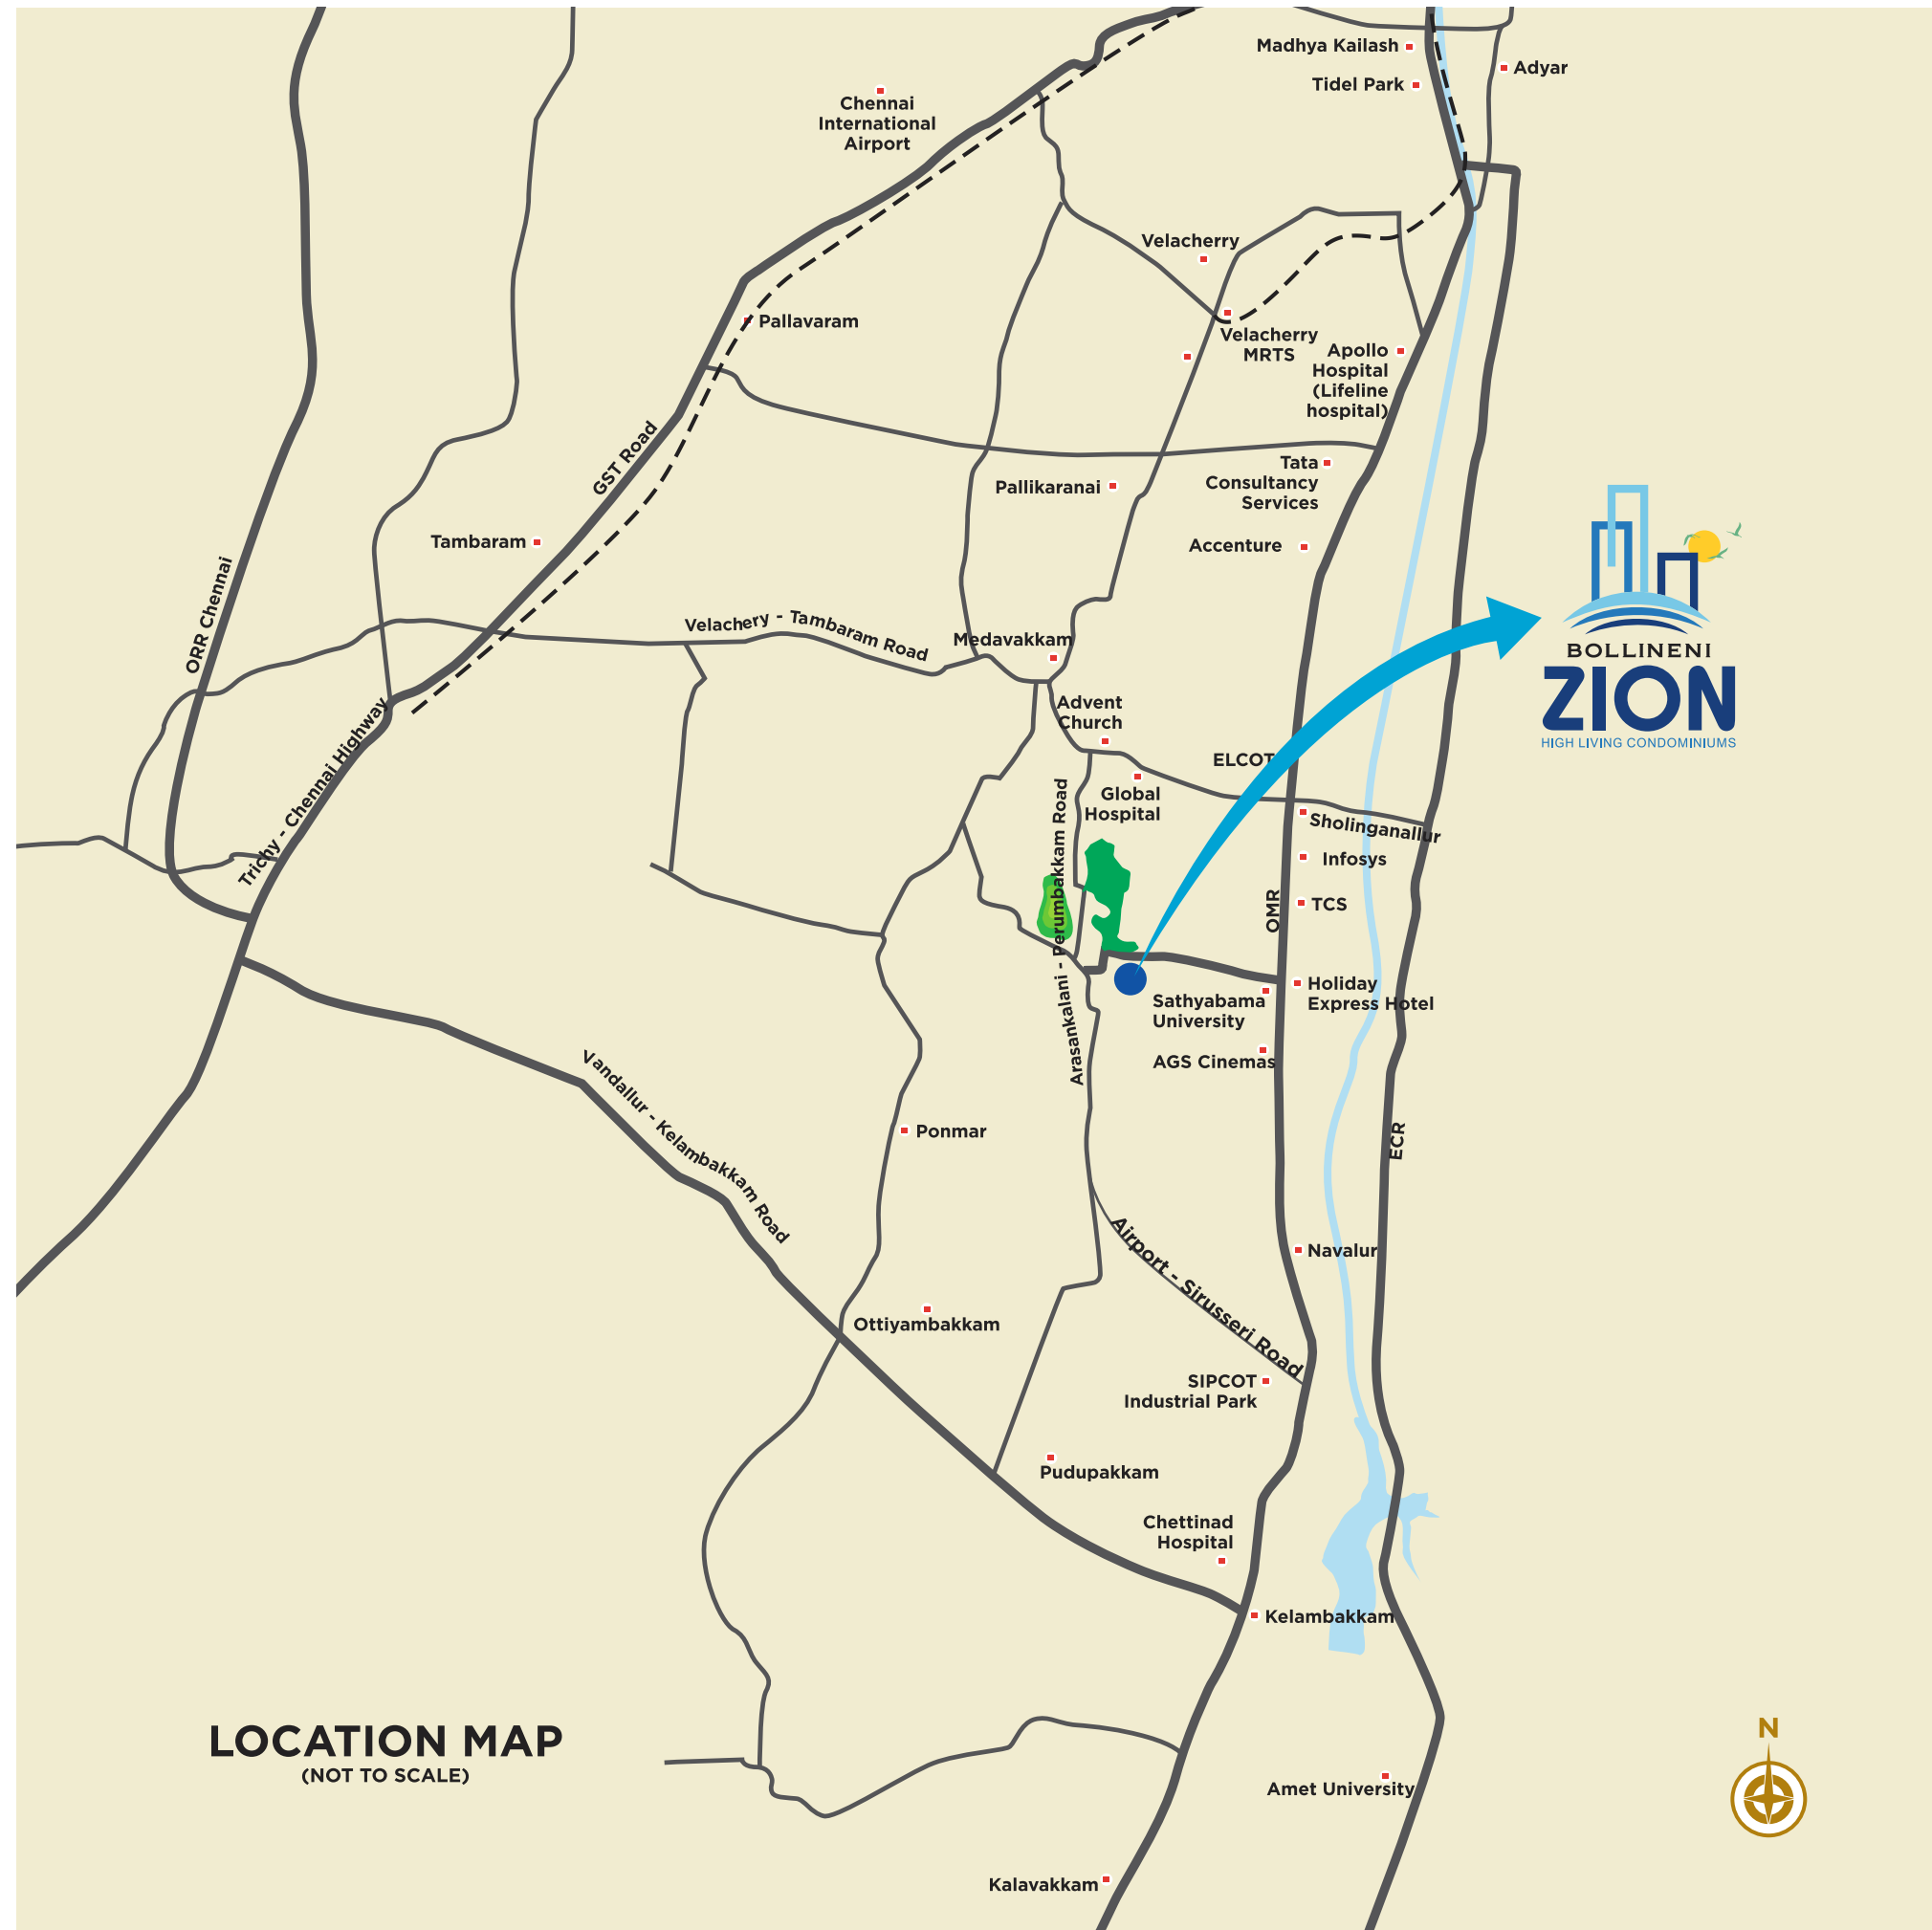 Madhya Kailash
Adyar
Tidel Park
Chennai
International
Airport
Velacherry
Pallavaram
Velacherry
MRTS
Apollo
Hospital
(Lifeline
hospital)
GST Road
Tata
Consultancy
Services
Pallikaranai
Tambaram
Accenture
ORR Chennai
Velachery - Tambaram Road
Medavakkam
BOLLINENI
ZION
HIGH LIVING CONDOMINIUMS
Advent
Church
Trichy - Chennai Highway
ELCOT
Global
Hospital
Sholinganallur
Infosys
Arasankalani - Perumbakkam Road
OMR
TCS
Holiday
Express Hotel
Sathyabama
University
AGS Cinemas
Vandallur - Kelambakkam Road
Ponmar
ECR
Airport - Sirusseri Road
Navalur
Ottiyambakkam
SIPCOT
Industrial Park
Pudupakkam
Chettinad
Hospital
Kelambakkam
LOCATION MAP
(NOT TO SCALE)
N
Amet University
Kalavakkam